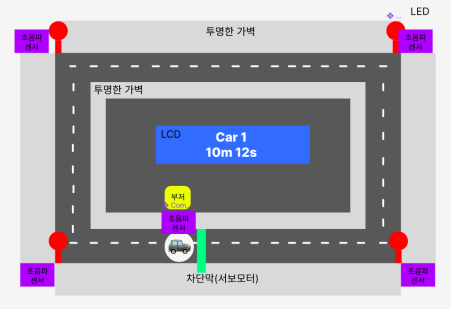 LED
투명한 가벽
초음파
센서
초음파
센서
투명한 가벽
LCD
Car 1
10m 12s
부저
Com...
초음파
센서
초음파
센서
초음파
센서
차단막(서보모터)